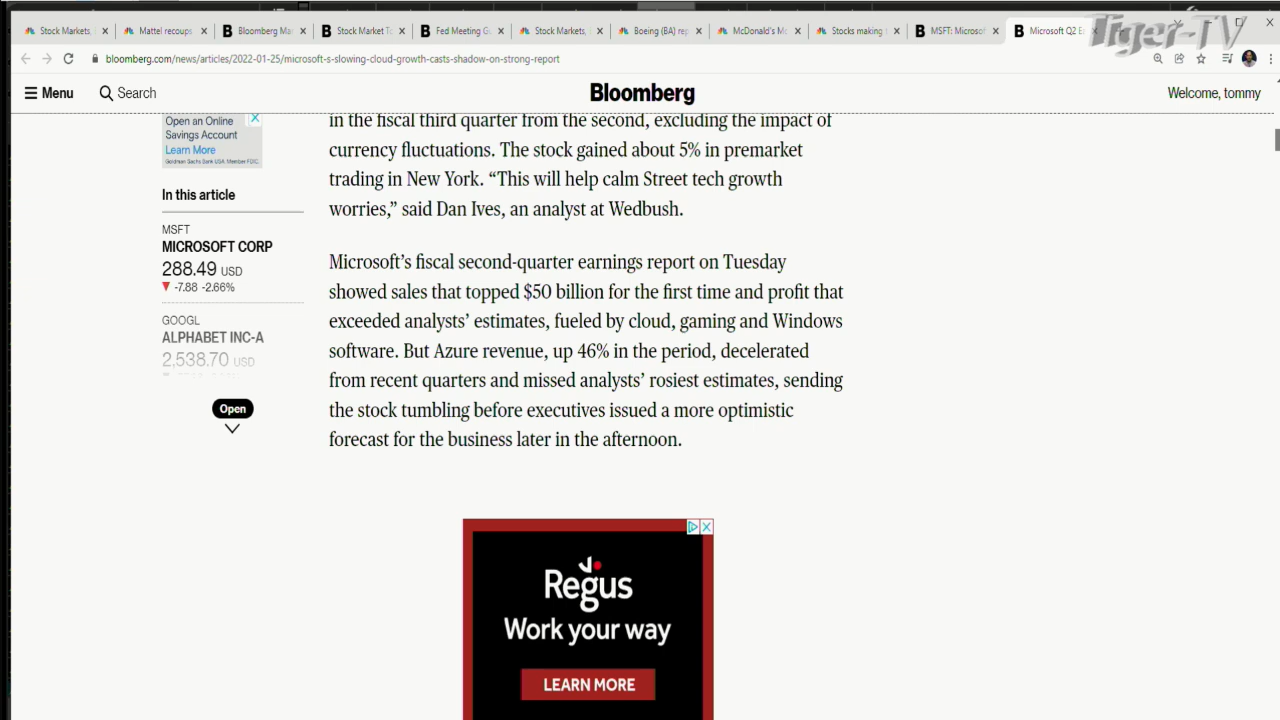 Tiger-TV
Stock Markets,
Mattel recoups
Bloomberg Ma
Stock Market T
Fed Meeting G
Stock Markets,
Boeing (BA) rep
McDonald's M
Stocks making
MSFT: Microsof
Microsoft Q2 E
bloomberg.com/news/articles/2022-01-25/microsoft-s-slowing-cloud-growth-casts-shadow-on-strong-report
Menu
Search
Bloomberg
Welcome, tommy
Open an Online
Savings Account
Learn More
Goldman Sachs Bank USA. Member FDIC.
In this article
MSFT
MICROSOFT CORP
288.49 USD
-7.88 -2.66%
GOOGL
ALPHABET INC-A
2,538.70 USD
Open
in the fiscal third quarter from the second, excluding the impact of
currency fluctuations. The stock gained about 5% in premarket
trading in New York. “This will help calm Street tech growth
worries,” said Dan Ives, an analyst at Wedbush.
Microsoft’s fiscal second-quarter earnings report on Tuesday
showed sales that topped $50 billion for the first time and profit that
exceeded analysts’ estimates, fueled by cloud, gaming and Windows
software. But Azure revenue, up 46% in the period, decelerated
from recent quarters and missed analysts’ rosiest estimates, sending
the stock tumbling before executives issued a more optimistic
forecast for the business later in the afternoon.
Regus
Work your way
LEARN MORE